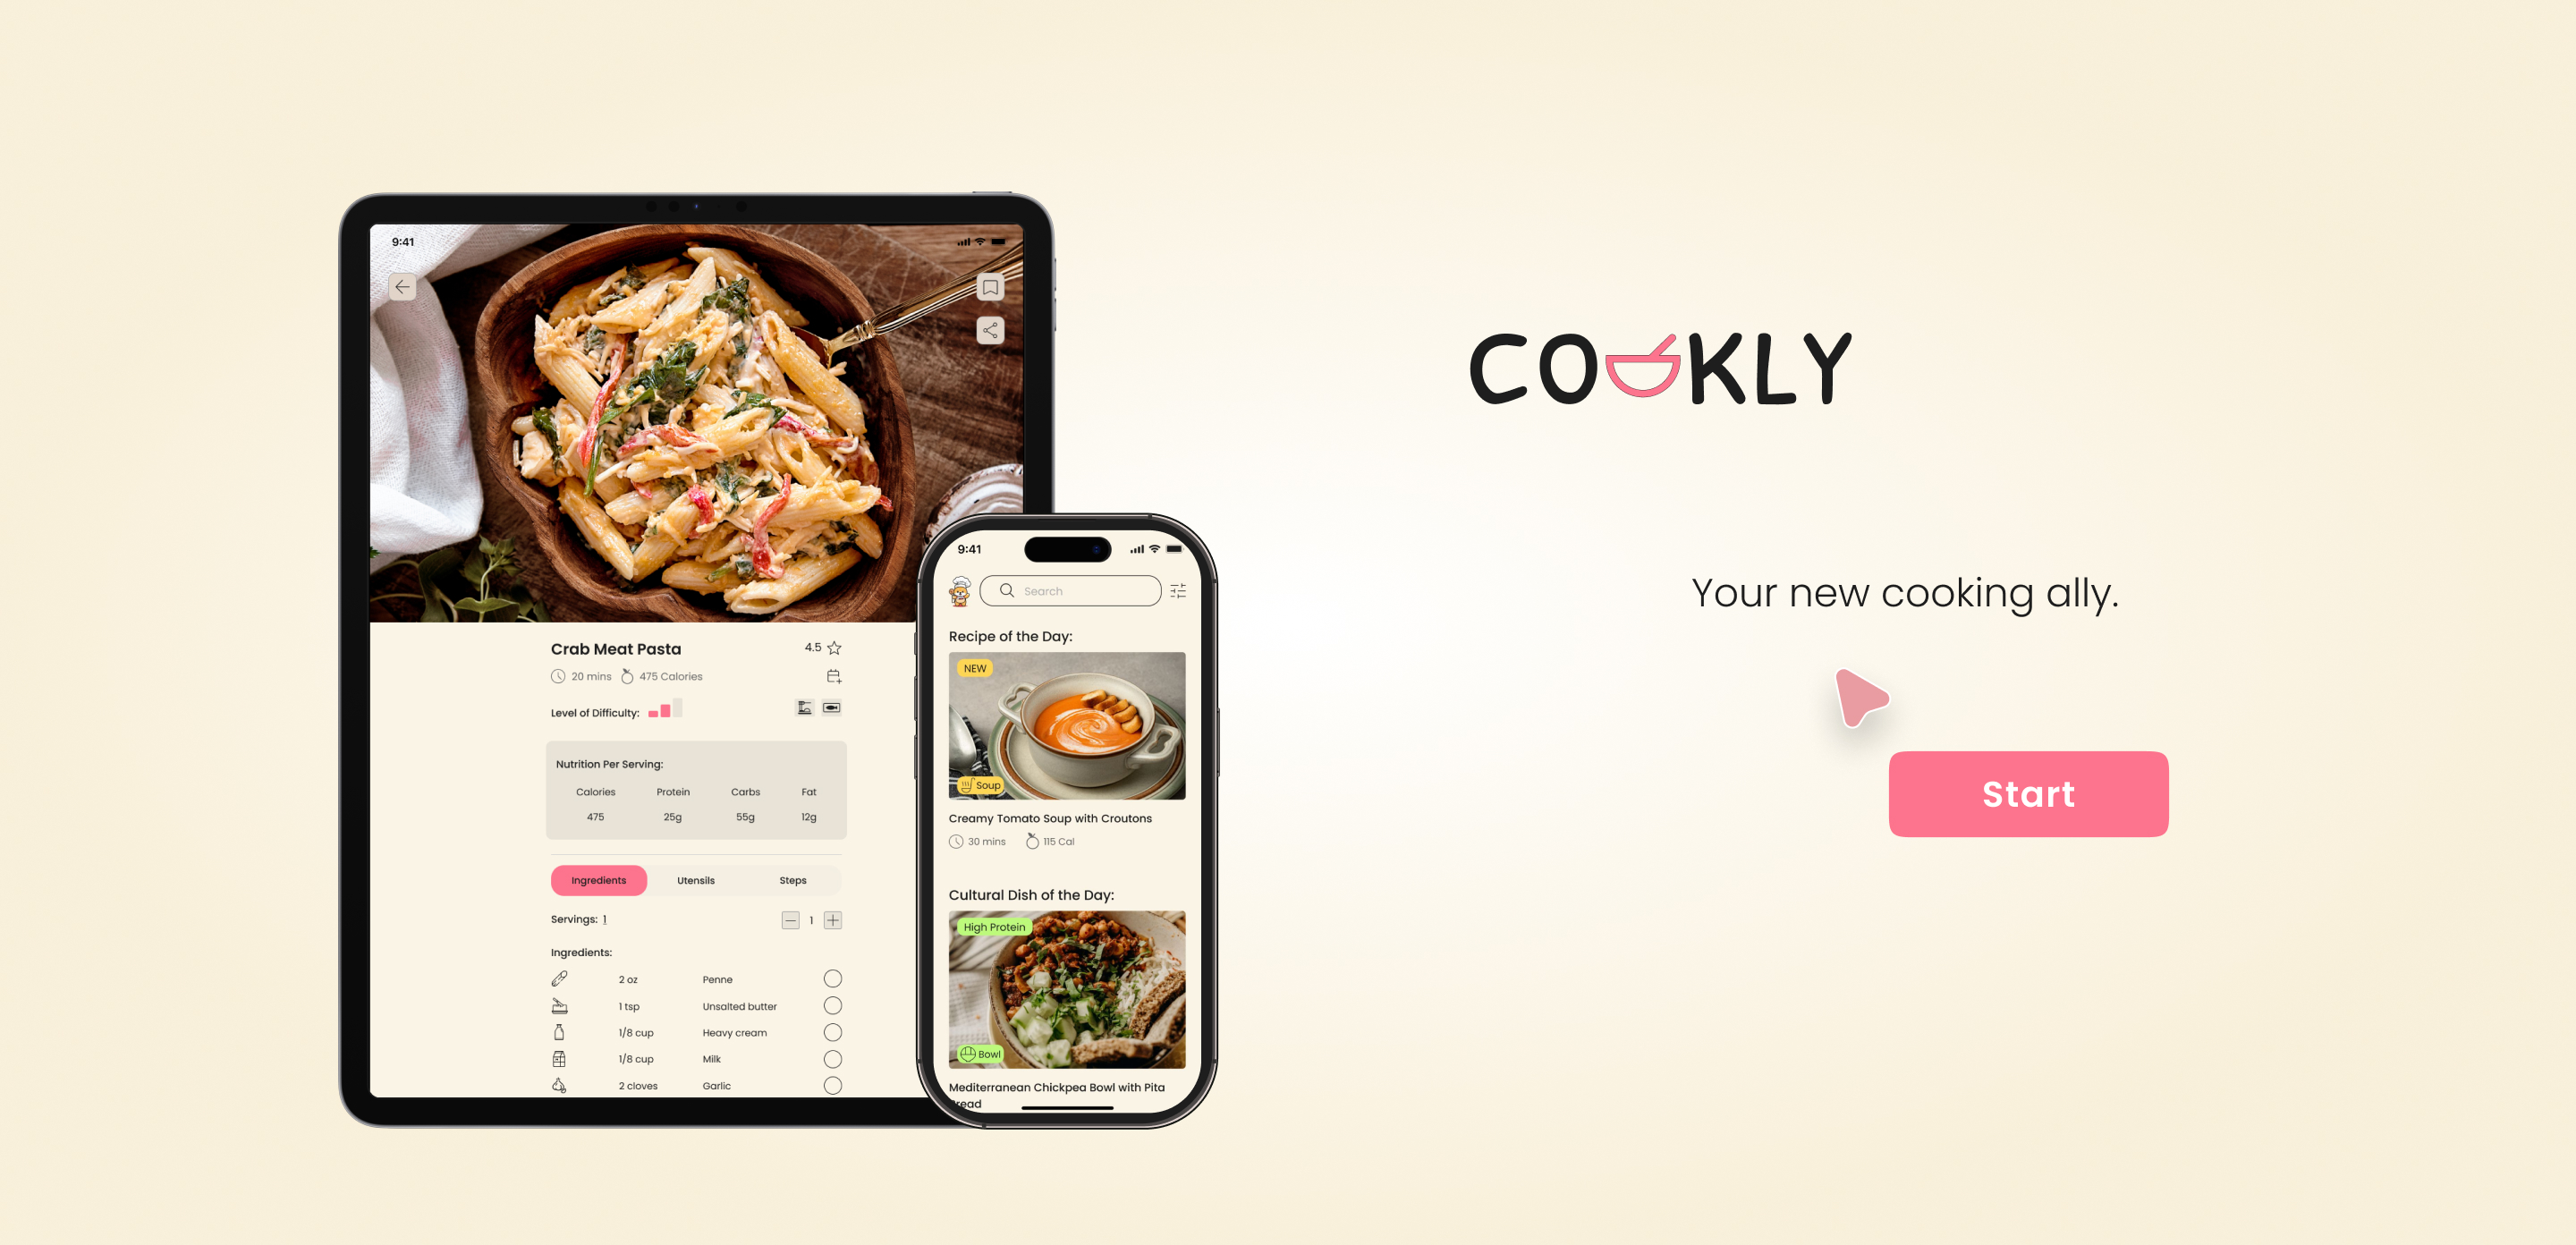 9:41
Crab Meat Pasta
4.5
20 mins 475 Calories
Level of Difficulty:
Nutrition Per Serving:
Calories Protein Carbs Fat
475 25g 55g 12g
Ingredients Utensils Steps
Servings: 1
1
Ingredients:
2 oz Penne
1 tsp Unsalted butter
1/8 cup Heavy cream
1/8 cup Milk
2 cloves Garlic
9:41
Search
Recipe of the Day:
NEW
Soup
Creamy Tomato Soup with Croutons
30 mins 115 Cal
Cultural Dish of the Day:
High Protein
Bowl
Mediterranean Chickpea Bowl with Pita
Bread
COOKLY
Your new cooking ally.
Start